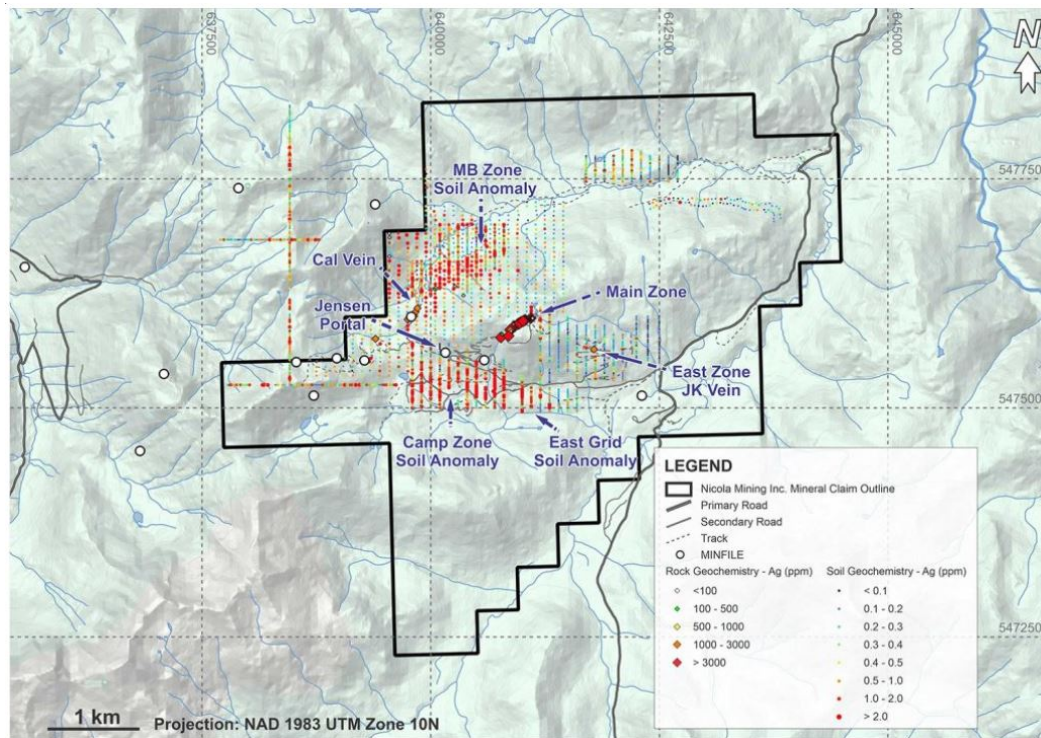 637500
640000
642500
645000
N
5477500
MB Zone
Soil Anomaly
Cal Vein
Jensen
Portal
Main Zone
East Zone
JK Vein
5475000
Camp Zone
Soil Anomaly
East Grid
Soil Anomaly
LEGEND
Nicola Mining Inc. Mineral Claim Outline
Primary Road
Secondary Road
Track
MINFILE
Rock Geochemistry - Ag (ppm)
<100
100 - 500
500 - 1000
1000 - 3000
> 3000
Soil Geochemistry - Ag (ppm)
< 0.1
0.1 - 0.2
0.2 - 0.3
0.3 - 0.4
0.4 - 0.5
0.5 - 1.0
1.0 - 2.0
> 2.0
5472500
1 km
Projection: NAD 1983 UTM Zone 10N